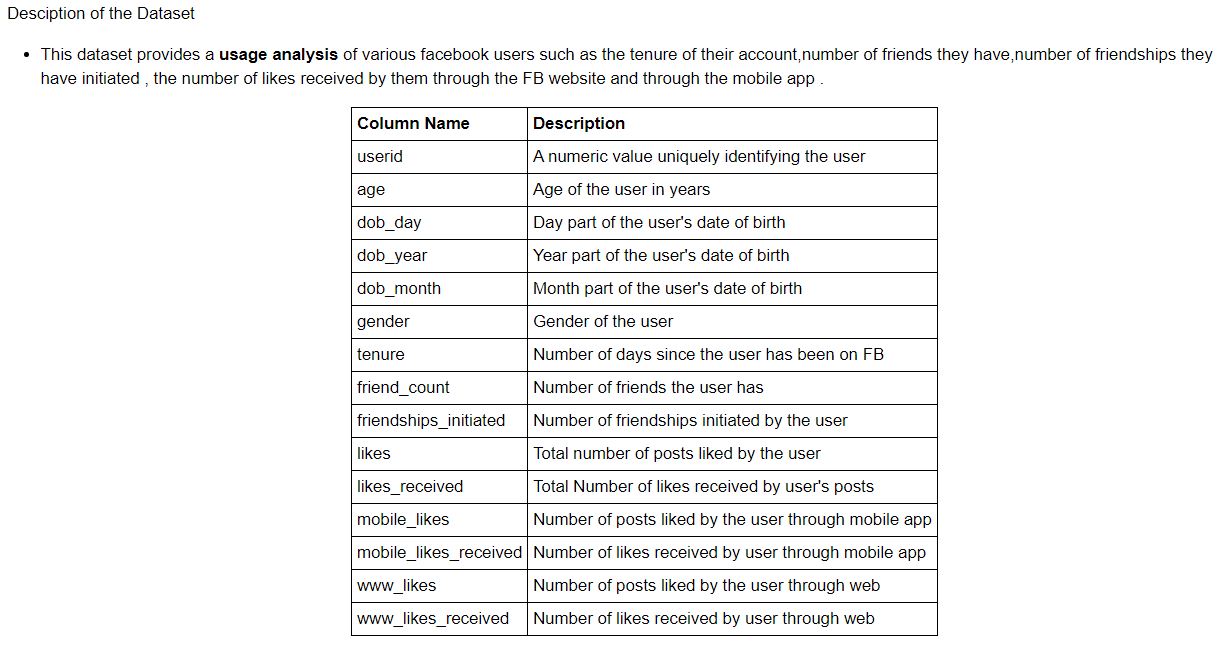 Desciption of the Dataset
• This dataset provides a usage analysis of various facebook users such as the tenure of their account,number of friends they have,number of friendships they
have initiated , the number of likes received by them through the FB website and through the mobile app .
Column Name Description
userid A numeric value uniquely identifying the user
age Age of the user in years
dob_day Day part of the user's date of birth
dob_year Year part of the user's date of birth
dob_month Month part of the user's date of birth
gender Gender of the user
tenure Number of days since the user has been on FB
friend_count Number of friends the user has
friendships_initiated Number of friendships initiated by the user
likes Total number of posts liked by the user
likes_received Total Number of likes received by user's posts
mobile_likes Number of posts liked by the user through mobile app
mobile_likes_received Number of likes received by user through mobile app
www_likes Number of posts liked by the user through web
www_likes_received Number of likes received by user through web